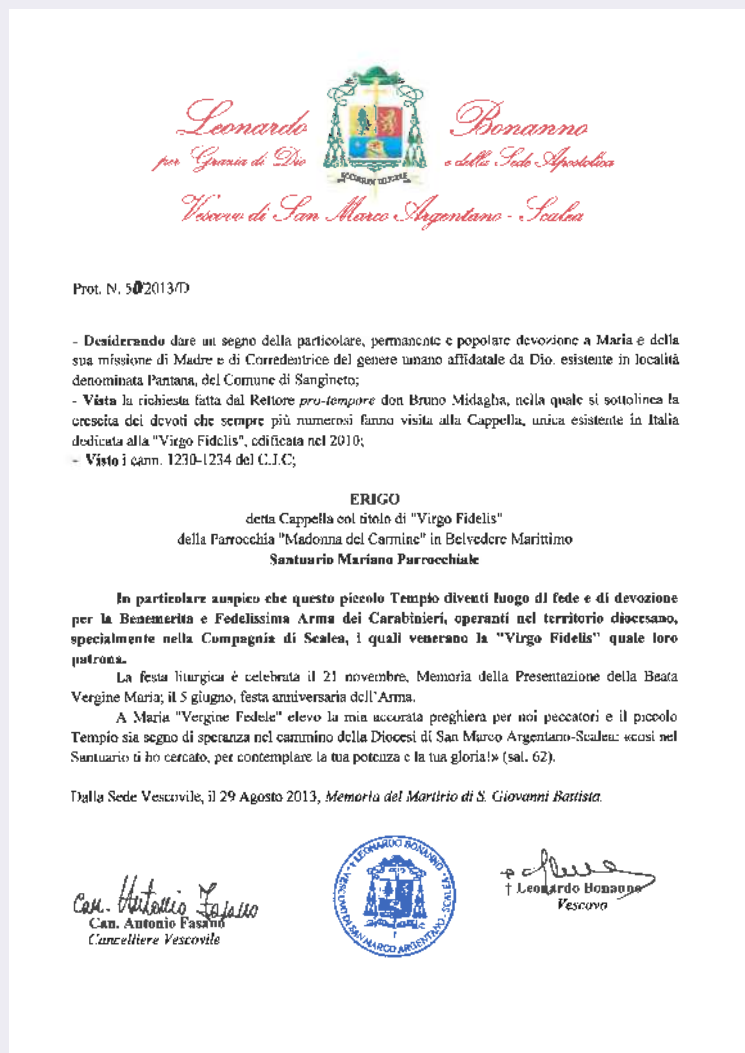 Leonardo Bonanno
per Grazia di Dio e della Sede Apostolica
Vescovo di San Marco Argentano - Scalea
Prot. N. 50/2013/D
- Desiderando dare un segno della particolare, permanente e popolare devozione a Maria e della
sua missione di Madre e di Corredentrice del genere umano affidatale da Dio. esistente in località
denominata Pantana, del Comune di Sangineto;
- Vista la richiesta fatta dal Rettore pro-tempore don Bruno Midagha, nella quale si sottolinea la
crescita dei devoti che sempre più numerosi fanno visita alla Cappella, unica esistente in Italia
dedicata alla "Virgo Fidelis", edificata nel 2010;
- Visto i cann. 1230-1234 del C.I.C;
ERIGO
detta Cappella col titolo di "Virgo Fidelis"
della Parrocchia "Madonna del Carmine" in Belvedere Marittimo
Santuario Mariano Parrocchiale
In particolare auspico che questo piccolo Tempio diventi luogo di fede e di devozione
per la Benemerita e Fedelissima Arma dei Carabinieri, operanti nel territorio diocesano,
specialmente nella Compagnia di Scalea, i quali venerano la "Virgo Fidelis" quale loro
patrona.
La festa liturgica è celebrata il 21 novembre, Memoria della Presentazione della Beata
Vergine Maria; il 5 giugno, festa anniversaria dell'Arma.
A Maria "Vergine Fedele" elevo la mia accurata preghiera per noi peccatori e il piccolo
Tempio sia segno di speranza nel cammino della Diocesi di San Marco Argentano-Scalea: «così nel
Santuario ti ho cercato, per contemplare la tua potenza e la tua gloria!» (sal. 62).
Dalla Sede Vescovile, il 29 Agosto 2013, Memoria del Martirio di S. Giovanni Battista.
Can. Antonio Fasano
Can. Antonio Fasano
Cancelliere Vescovile
† LEONARDO BONANNO - VESCOVO DI SAN MARCO ARGENTANO - SCALEA
† Leonardo Bonanno
Vescovo